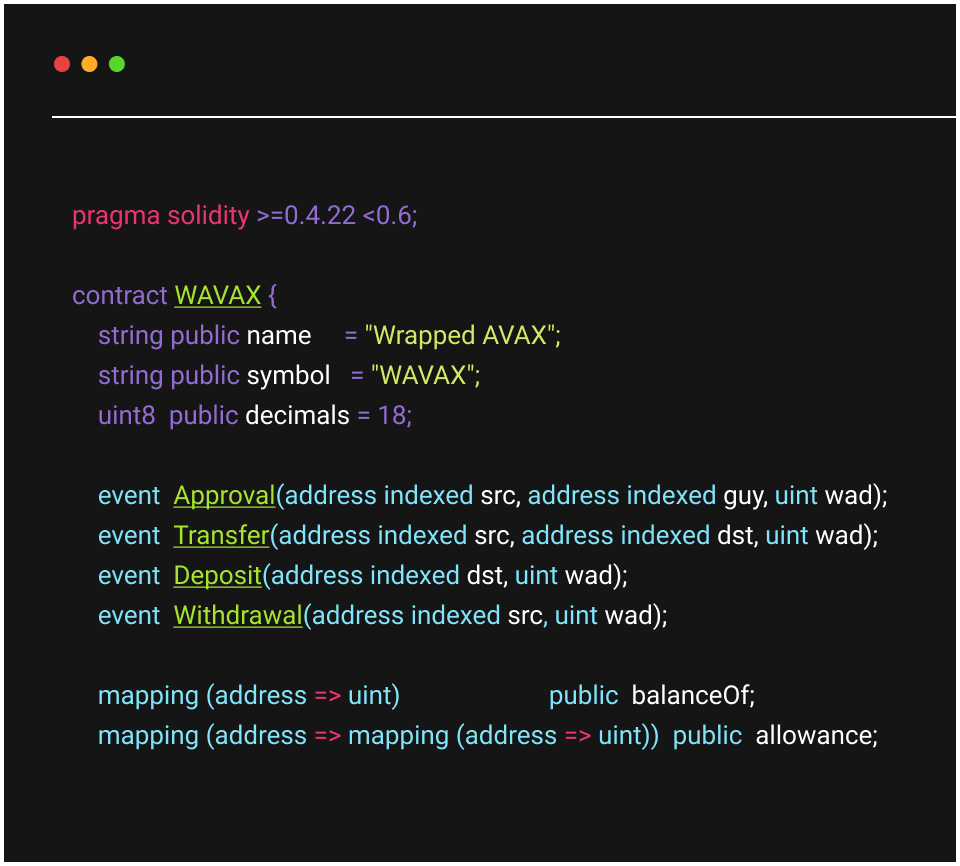 pragma solidity >=0.4.22 <0.6;
contract WAVAX {
string public name = "Wrapped AVAX";
string public symbol = "WAVAX";
uint8 public decimals = 18;
event Approval(address indexed src, address indexed guy, uint wad);
event Transfer(address indexed src, address indexed dst, uint wad);
event Deposit(address indexed dst, uint wad);
event Withdrawal(address indexed src, uint wad);
mapping (address => uint) public balanceOf;
mapping (address => mapping (address => uint)) public allowance;